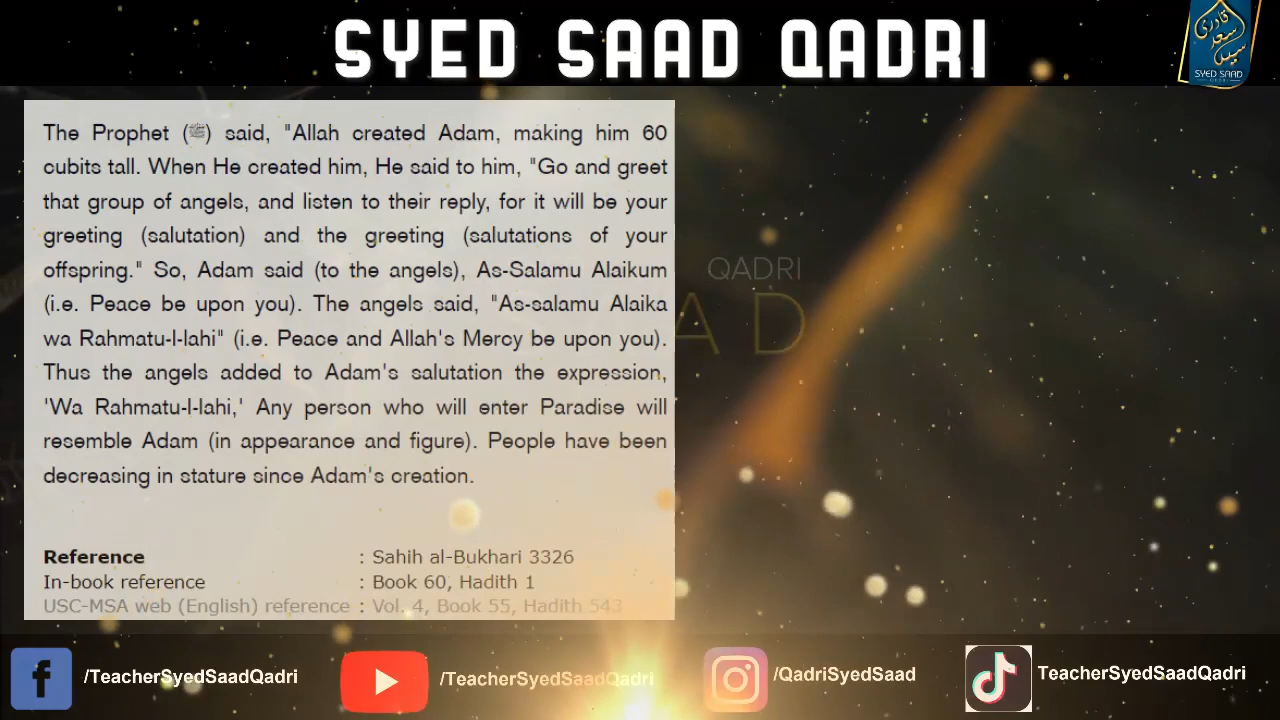 SYED SAAD QADRI
قادری
سعد
سید
SYED SAAD
The Prophet (ﷺ) said, "Allah created Adam, making him 60
cubits tall. When He created him, He said to him, "Go and greet
that group of angels, and listen to their reply, for it will be your
greeting (salutation) and the greeting (salutations of your
offspring." So, Adam said (to the angels), As-Salamu Alaikum
(i.e. Peace be upon you). The angels said, "As-salamu Alaika
wa Rahmatu-l-lahi" (i.e. Peace and Allah's Mercy be upon you).
Thus the angels added to Adam's salutation the expression,
'Wa Rahmatu-l-lahi,' Any person who will enter Paradise will
resemble Adam (in appearance and figure). People have been
decreasing in stature since Adam's creation.
Reference : Sahih al-Bukhari 3326
In-book reference : Book 60, Hadith 1
USC-MSA web (English) reference : Vol. 4, Book 55, Hadith 543
QADRI
AD
/TeacherSyedSaadQadri
/TeacherSyedSaadQadri
/QadriSyedSaad
TeacherSyedSaadQadri